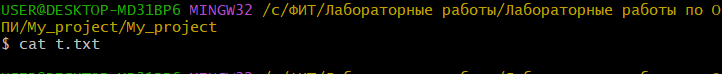 USER@DESKTOP-MD31BP6 MINGW32 /c/ФИТ/Лабораторные работы/Лабораторные работы по О
ПИ/My_project/My_project
$ cat t.txt